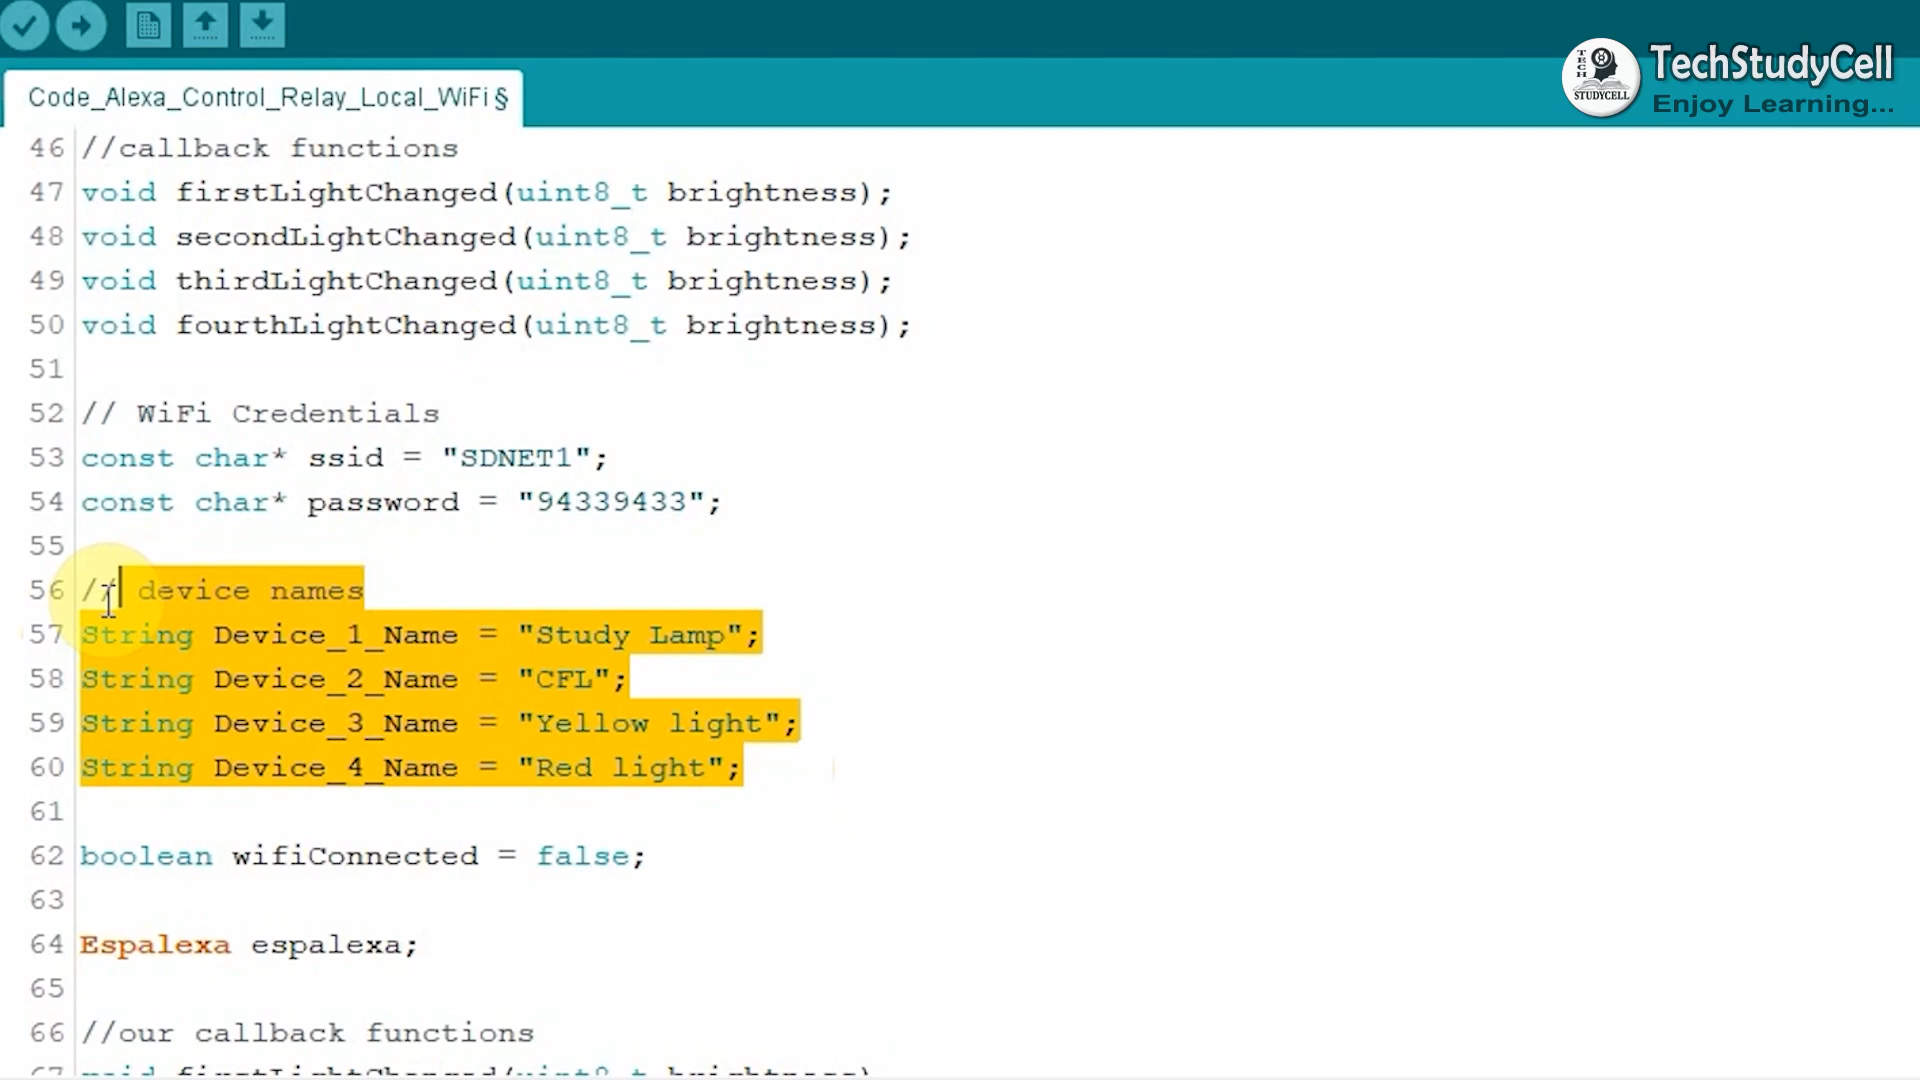 TechStudyCell
TECH
STUDYCELL
Enjoy Learning...
Code_Alexa_Control_Relay_Local_WiFi §
46 //callback functions
47 void firstLightChanged(uint8_t brightness);
48 void secondLightChanged(uint8_t brightness);
49 void thirdLightChanged(uint8_t brightness);
50 void fourthLightChanged(uint8_t brightness);
51
52 // WiFi Credentials
53 const char* ssid = "SDNET1";
54 const char* password = "94339433";
55
56 // device names
57 String Device_1_Name = "Study Lamp";
58 String Device_2_Name = "CFL";
59 String Device_3_Name = "Yellow light";
60 String Device_4_Name = "Red light";
61
62 boolean wifiConnected = false;
63
64 Espalexa espalexa;
65
66 //our callback functions
67 void firstLightChanged(uint8_t brightness)